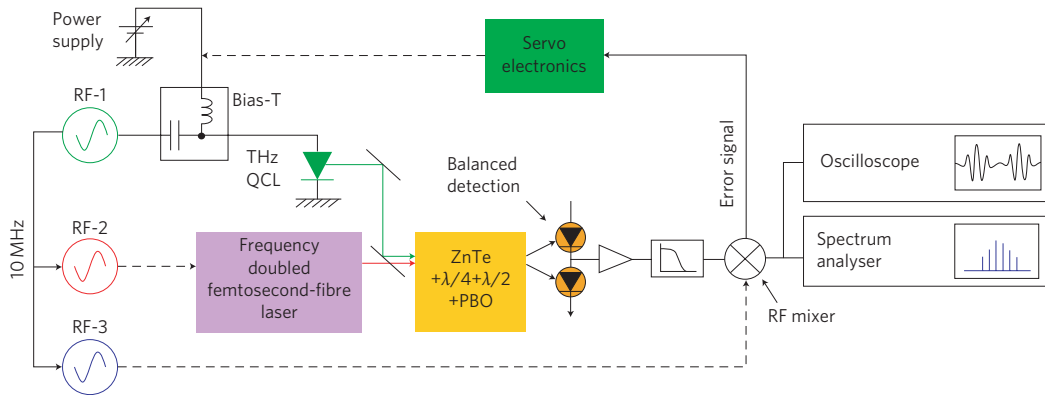 Power
supply
Servo
electronics
RF-1
Bias-T
THz
QCL
Balanced
detection
Error signal
Oscilloscope
10 MHz
RF-2
Frequency
doubled
femtosecond-fibre
laser
ZnTe
+λ/4+λ/2
+PBO
Spectrum
analyser
RF mixer
RF-3